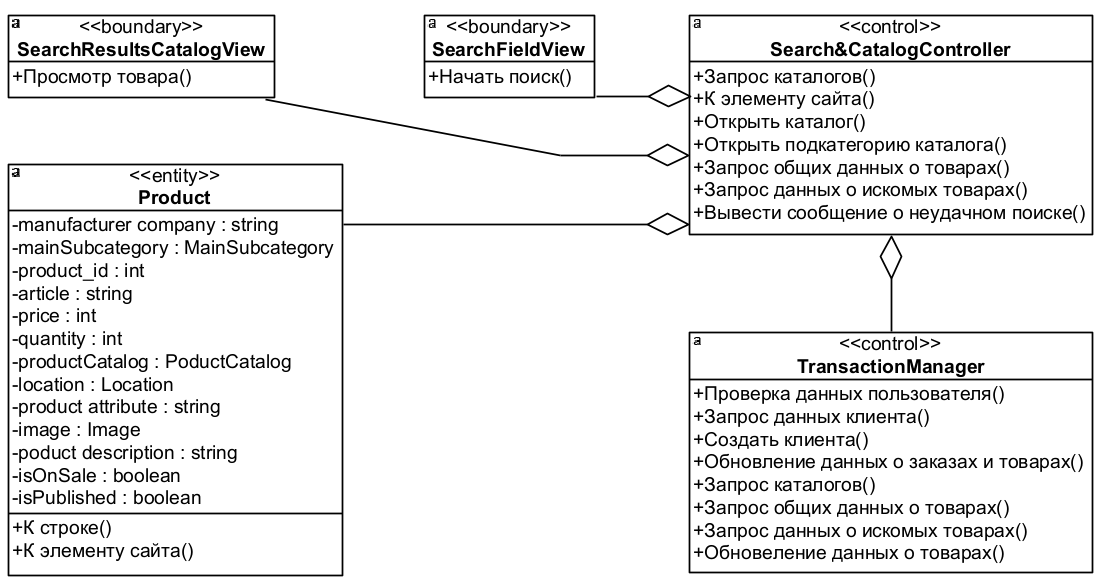 a
<<boundary>>
SearchResultsCatalogView
+Просмотр товара()
a
<<boundary>>
SearchFieldView
+Начать поиск()
a
<<control>>
Search&CatalogController
+Запрос каталогов()
+К элементу сайта()
+Открыть каталог()
+Открыть подкатегорию каталога()
+Запрос общих данных о товарах()
+Запрос данных о искомых товарах()
+Вывести сообщение о неудачном поиске()
a
<<entity>>
Product
-manufacturer company : string
-mainSubcategory : MainSubcategory
-product_id : int
-article : string
-price : int
-quantity : int
-productCatalog : PoductCatalog
-location : Location
-product attribute : string
-image : Image
-poduct description : string
-isOnSale : boolean
-isPublished : boolean
+К строке()
+К элементу сайта()
a
<<control>>
TransactionManager
+Проверка данных пользователя()
+Запрос данных клиента()
+Создать клиента()
+Обновление данных о заказах и товарах()
+Запрос каталогов()
+Запрос общих данных о товарах()
+Запрос данных о искомых товарах()
+Обновеление данных о товарах()